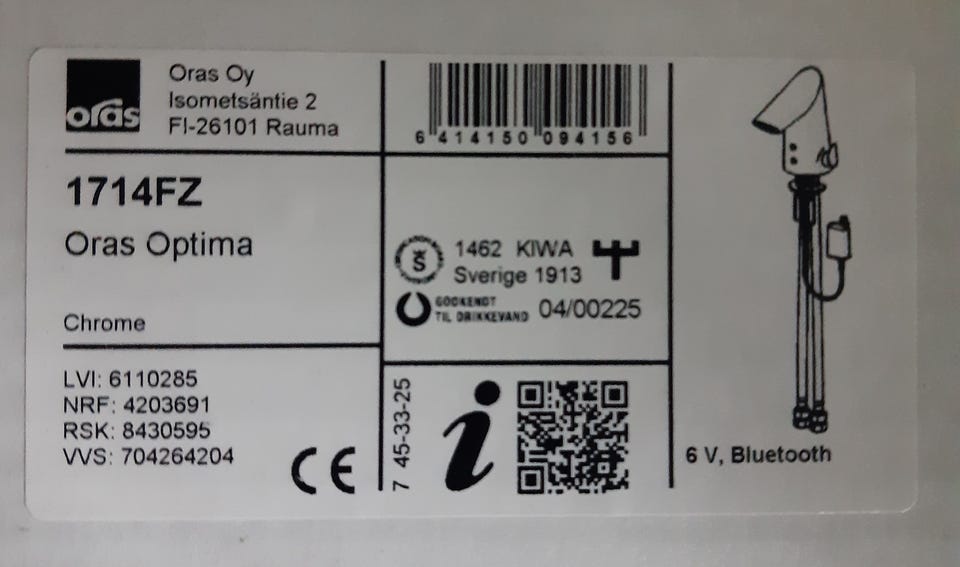 oras
Oras Oy
Isometsäntie 2
FI-26101 Rauma
6 414150 094156
1714FZ
Oras Optima
Chrome
1462 KIWA
Sverige 1913
GODKENDT
TIL DRIKKEVAND 04/00225
LVI: 6110285
NRF: 4203691
RSK: 8430595
VVS: 704264204
CE
7 45-33-25
i
6 V, Bluetooth